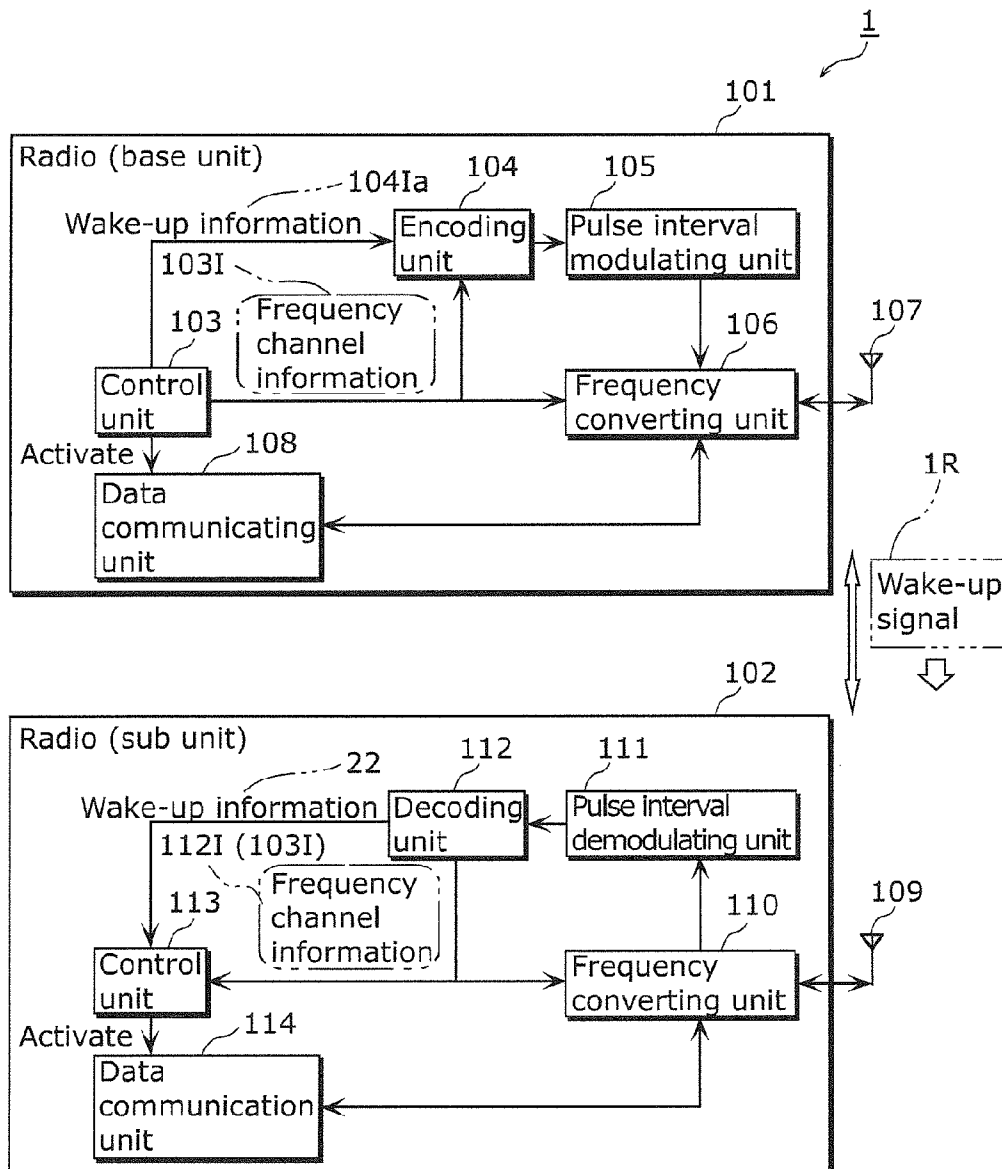 1
101
Radio (base unit)
104Ia
104
105
Wake-up information
Encoding
unit
Pulse interval
modulating unit
103I
Frequency
channel
information
103
106
107
Control
unit
Frequency
converting unit
Activate
108
Data
communicating
unit
1R
Wake-up
signal
102
Radio (sub unit)
22
112
111
Wake-up information
Decoding
unit
Pulse interval
demodulating unit
112I (103I)
Frequency
channel
information
113
110
109
Control
unit
Frequency
converting unit
Activate
114
Data
communication
unit